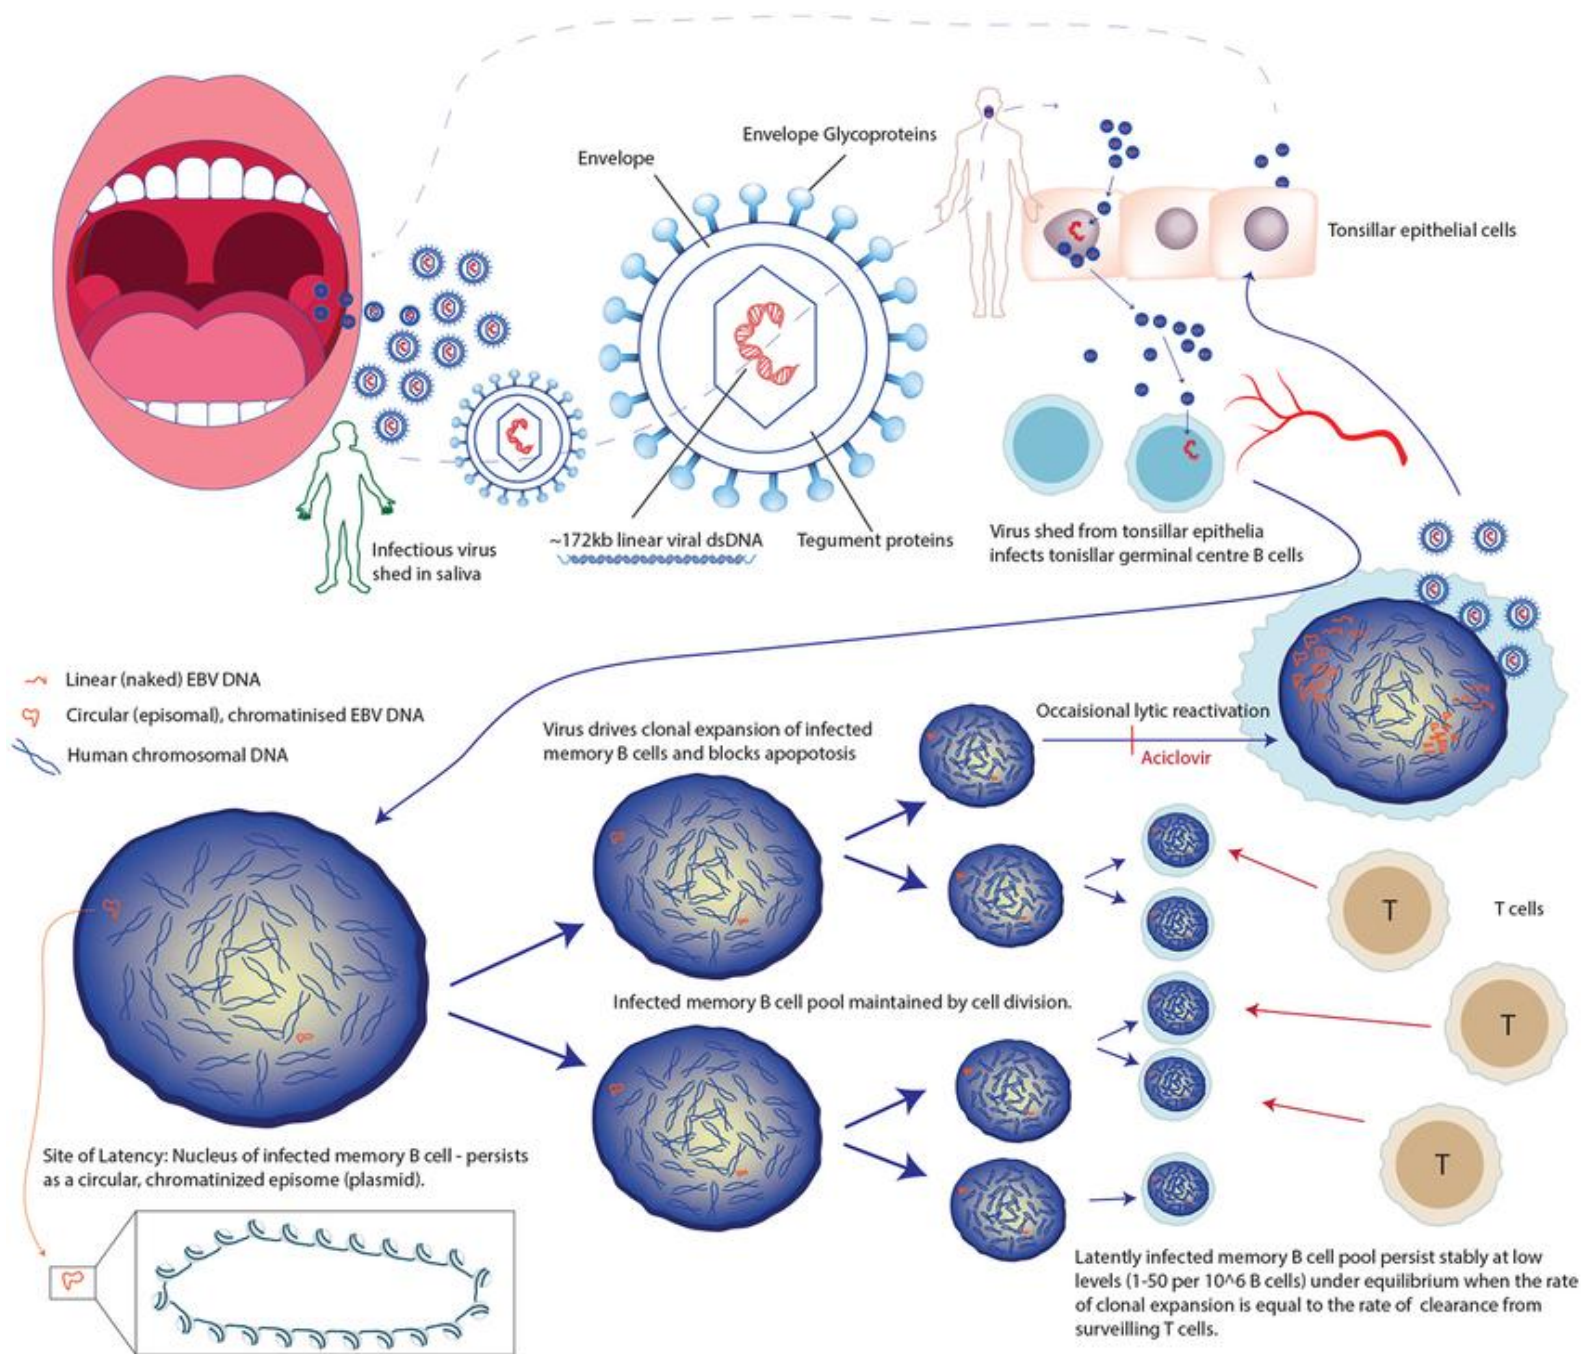 Envelope Glycoproteins
Envelope
Tonsillar epithelial cells
Infectious virus
shed in saliva
~172kb linear viral dsDNA
Tegument proteins
Virus shed from tonsillar epithelia
infects tonisllar germinal centre B cells
Linear (naked) EBV DNA
Circular (episomal), chromatinised EBV DNA
Human chromosomal DNA
Virus drives clonal expansion of infected
memory B cells and blocks apopotosis
Occaisional lytic reactivation
Aciclovir
T
T cells
Infected memory B cell pool maintained by cell division.
T
Site of Latency: Nucleus of infected memory B cell - persists
as a circular, chromatinized episome (plasmid).
T
Latently infected memory B cell pool persist stably at low
levels (1-50 per 10^6 B cells) under equilibrium when the rate
of clonal expansion is equal to the rate of clearance from
surveilling T cells.